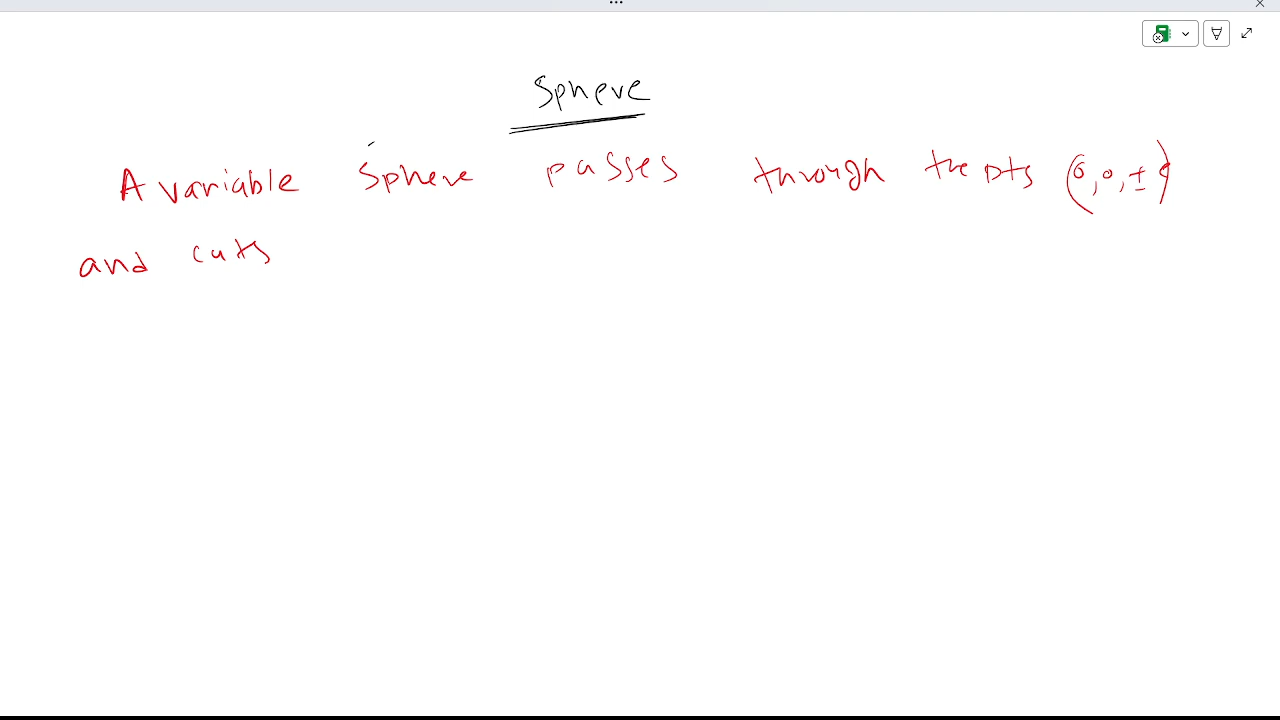 Sphere
A variable sphere passes through the pts (0,0,±c)
and cuts